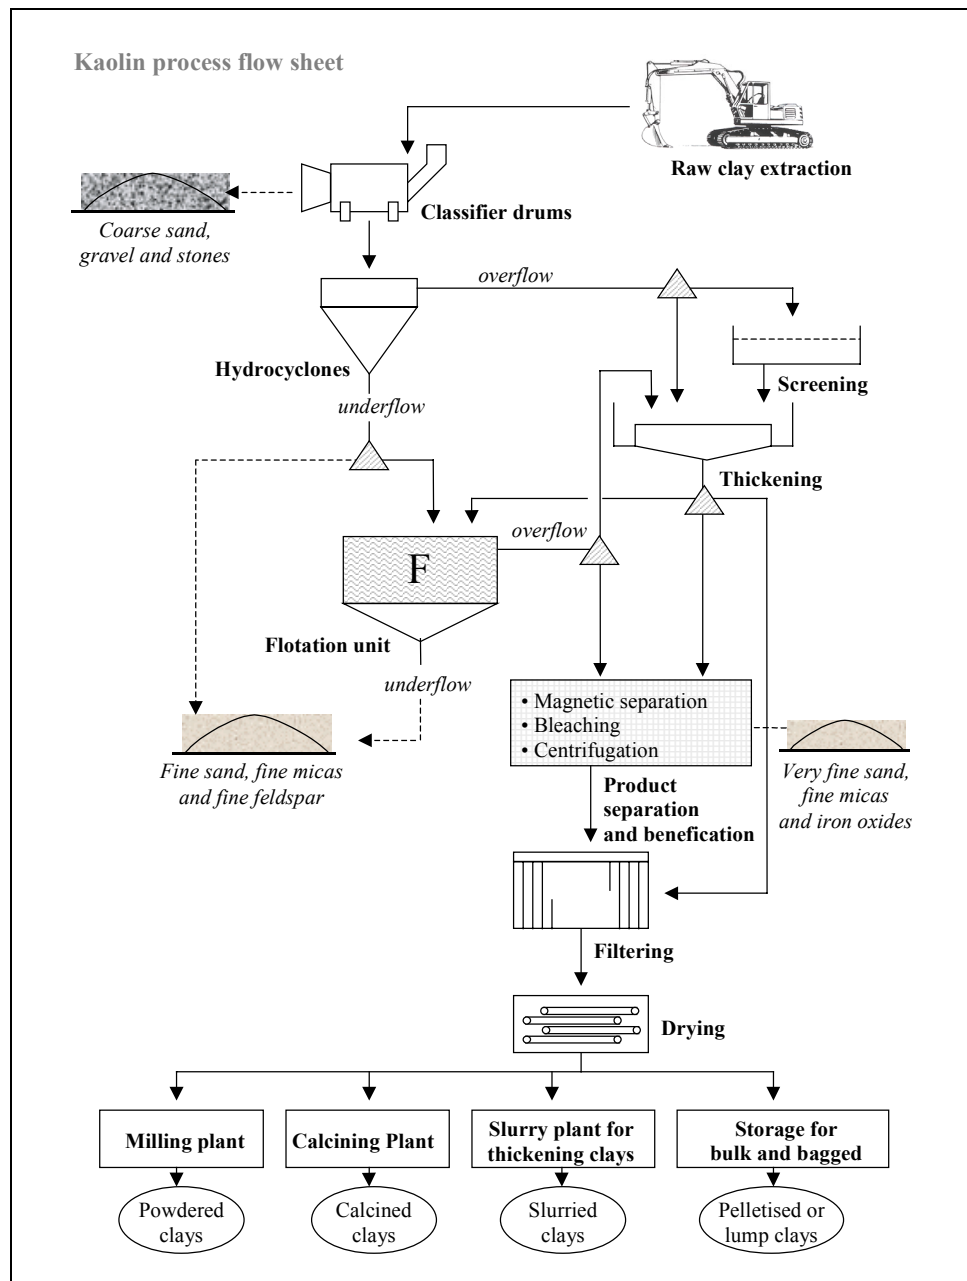 Kaolin process flow sheet
Raw clay extraction
Classifier drums
Coarse sand,
gravel and stones
overflow
Hydrocyclones
Screening
underflow
Thickening
overflow
F
Flotation unit
underflow
• Magnetic separation
• Bleaching
• Centrifugation
Fine sand, fine micas
and fine feldspar
Very fine sand,
fine micas
and iron oxides
Product
separation
and benefication
Filtering
Drying
Milling plant
Calcining Plant
Slurry plant for
thickening clays
Storage for
bulk and bagged
Powdered
clays
Calcined
clays
Slurried
clays
Pelletised or
lump clays